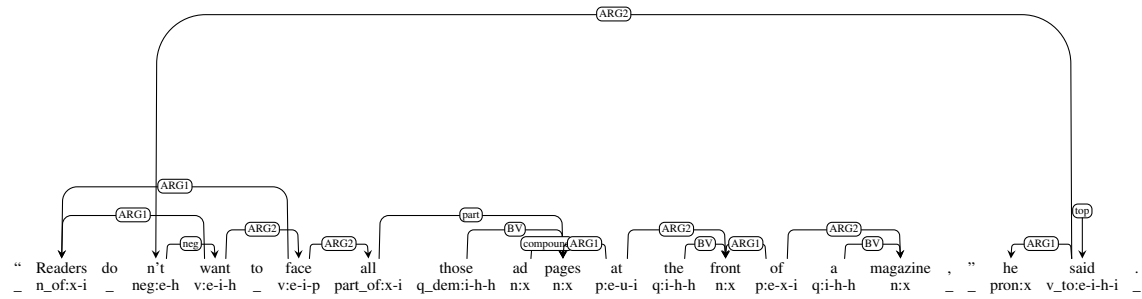 ARG2
ARG1
top
ARG1 part
neg ARG2 BV ARG2 ARG2
ARG2 compound ARG1 BV ARG1 BV ARG1
“ Readers do n't want to face all those ad pages at the front of a magazine , ” he said .
_ n_of:x-i _ neg:e-h v:e-i-h _ v:e-i-p part_of:x-i q_dem:i-h-h n:x n:x p:e-u-i q:i-h-h n:x p:e-x-i q:i-h-h n:x _ _ pron:x v_to:e-i-h-i _